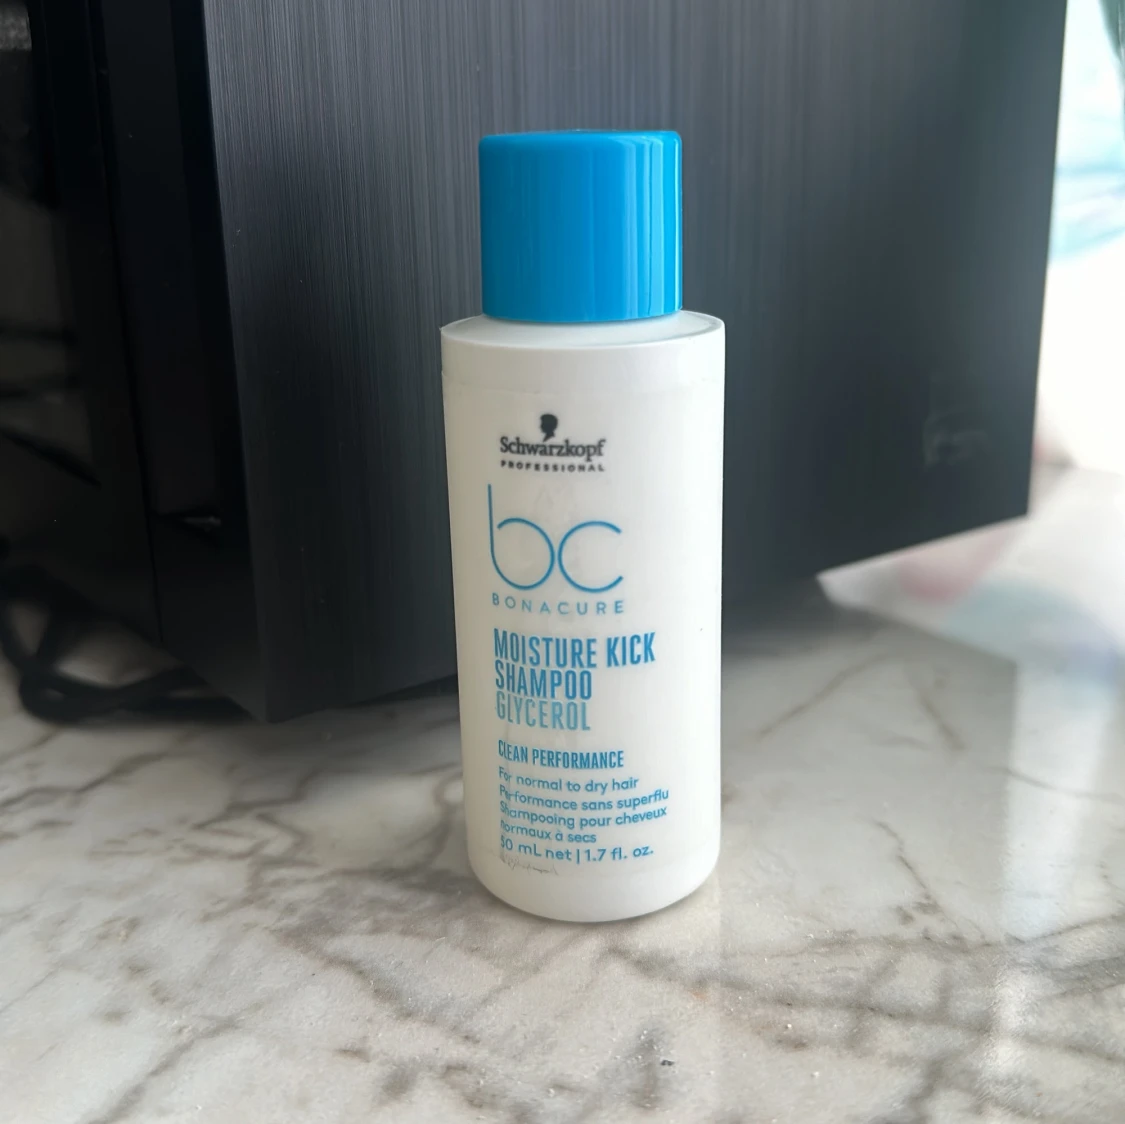 Schwarzkopf
PROFESSIONAL
bc
BONACURE
MOISTURE KICK
SHAMPOO
GLYCEROL
CLEAN PERFORMANCE
For normal to dry hair
Performance sans superflu
Shampooing pour cheveux
normaux à secs
50 mL net | 1.7 fl. oz.